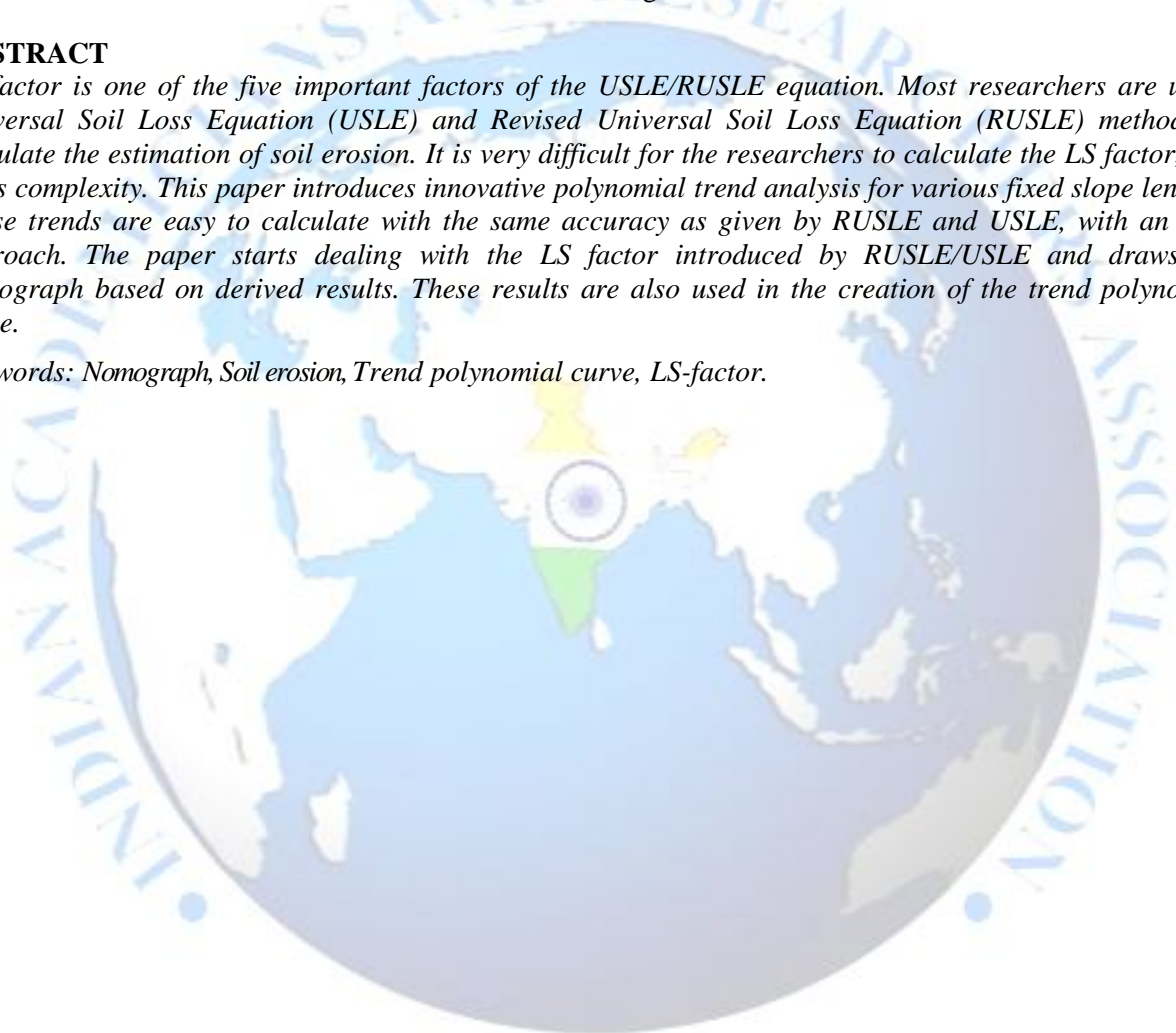 STRACT
actor is one of the five important factors of the USLE/RUSLE equation. Most researchers are u
versal Soil Loss Equation (USLE) and Revised Universal Soil Loss Equation (RUSLE) method
ulate the estimation of soil erosion. It is very difficult for the researchers to calculate the LS factor,
s complexity. This paper introduces innovative polynomial trend analysis for various fixed slope len
se trends are easy to calculate with the same accuracy as given by RUSLE and USLE, with an
roach. The paper starts dealing with the LS factor introduced by RUSLE/USLE and draws
ograph based on derived results. These results are also used in the creation of the trend polyno
e.
words: Nomograph, Soil erosion, Trend polynomial curve, LS-factor.
INDIAN ACADEMICIANS AND RESEARCHERS ASSOCIATION